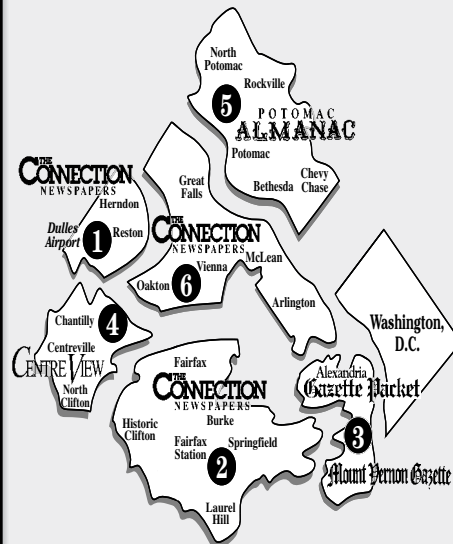 North
Potomac
Rockville
5
POTOMAC
ALMANAC
Potomac
Chevy
Chase
Bethesda
THE
CONNECTION
NEWSPAPERS
Herndon
Dulles
Airport
1
Reston
Great
Falls
THE
CONNECTION
NEWSPAPERS
Vienna
McLean
Oakton
6
Arlington
Chantilly
4
Centreville
CENTRE VIEW
North
Clifton
Washington,
D.C.
Fairfax
THE
CONNECTION
NEWSPAPERS
Burke
Historic
Clifton
Fairfax
Station
Springfield
2
Laurel
Hill
Alexandria
Gazette Packet
3
Mount Vernon Gazette